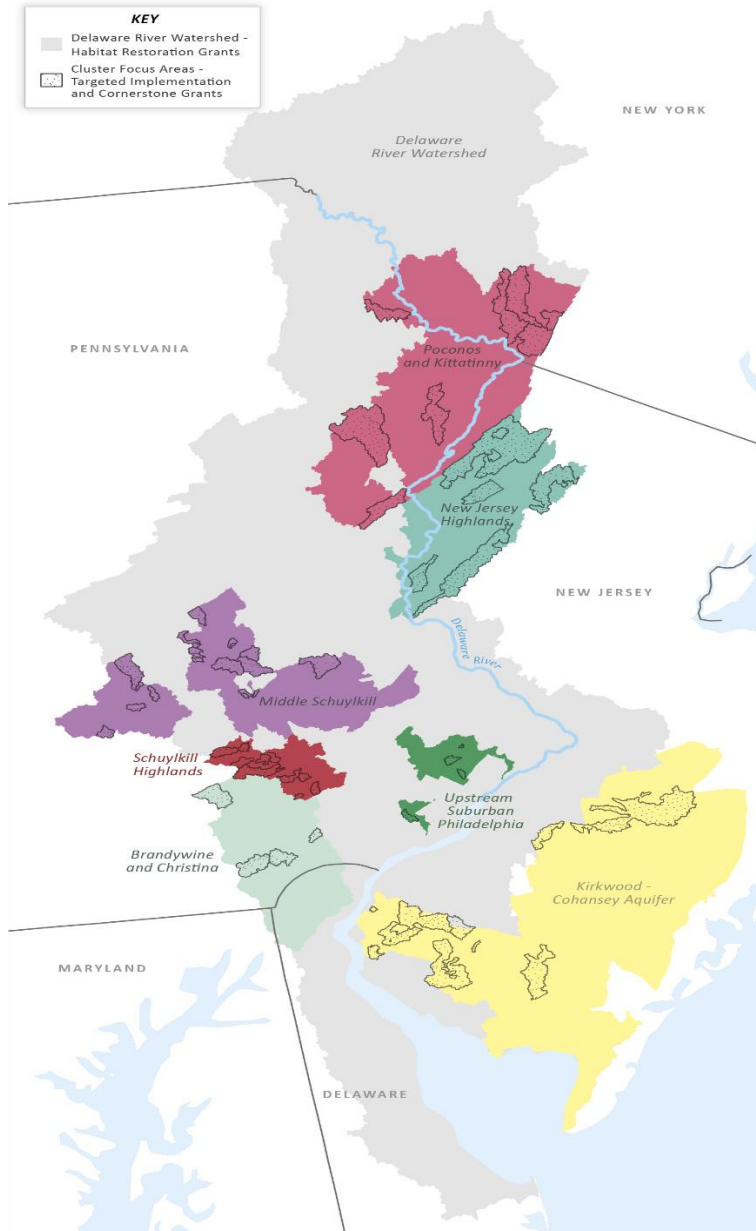 KEY
Delaware River Watershed -
Habitat Restoration Grants
Cluster Focus Areas -
Targeted Implementation
and Cornerstone Grants
NEW YORK
Delaware
River Watershed
PENNSYLVANIA
Poconos
and Kittatinny
New Jersey
Highlands
NEW JERSEY
Delaware River
Middle Schuylkill
Schuylkill
Highlands
Upstream
Suburban
Philadelphia
Brandywine
and Christina
Kirkwood -
Cohansey Aquifer
MARYLAND
DELAWARE